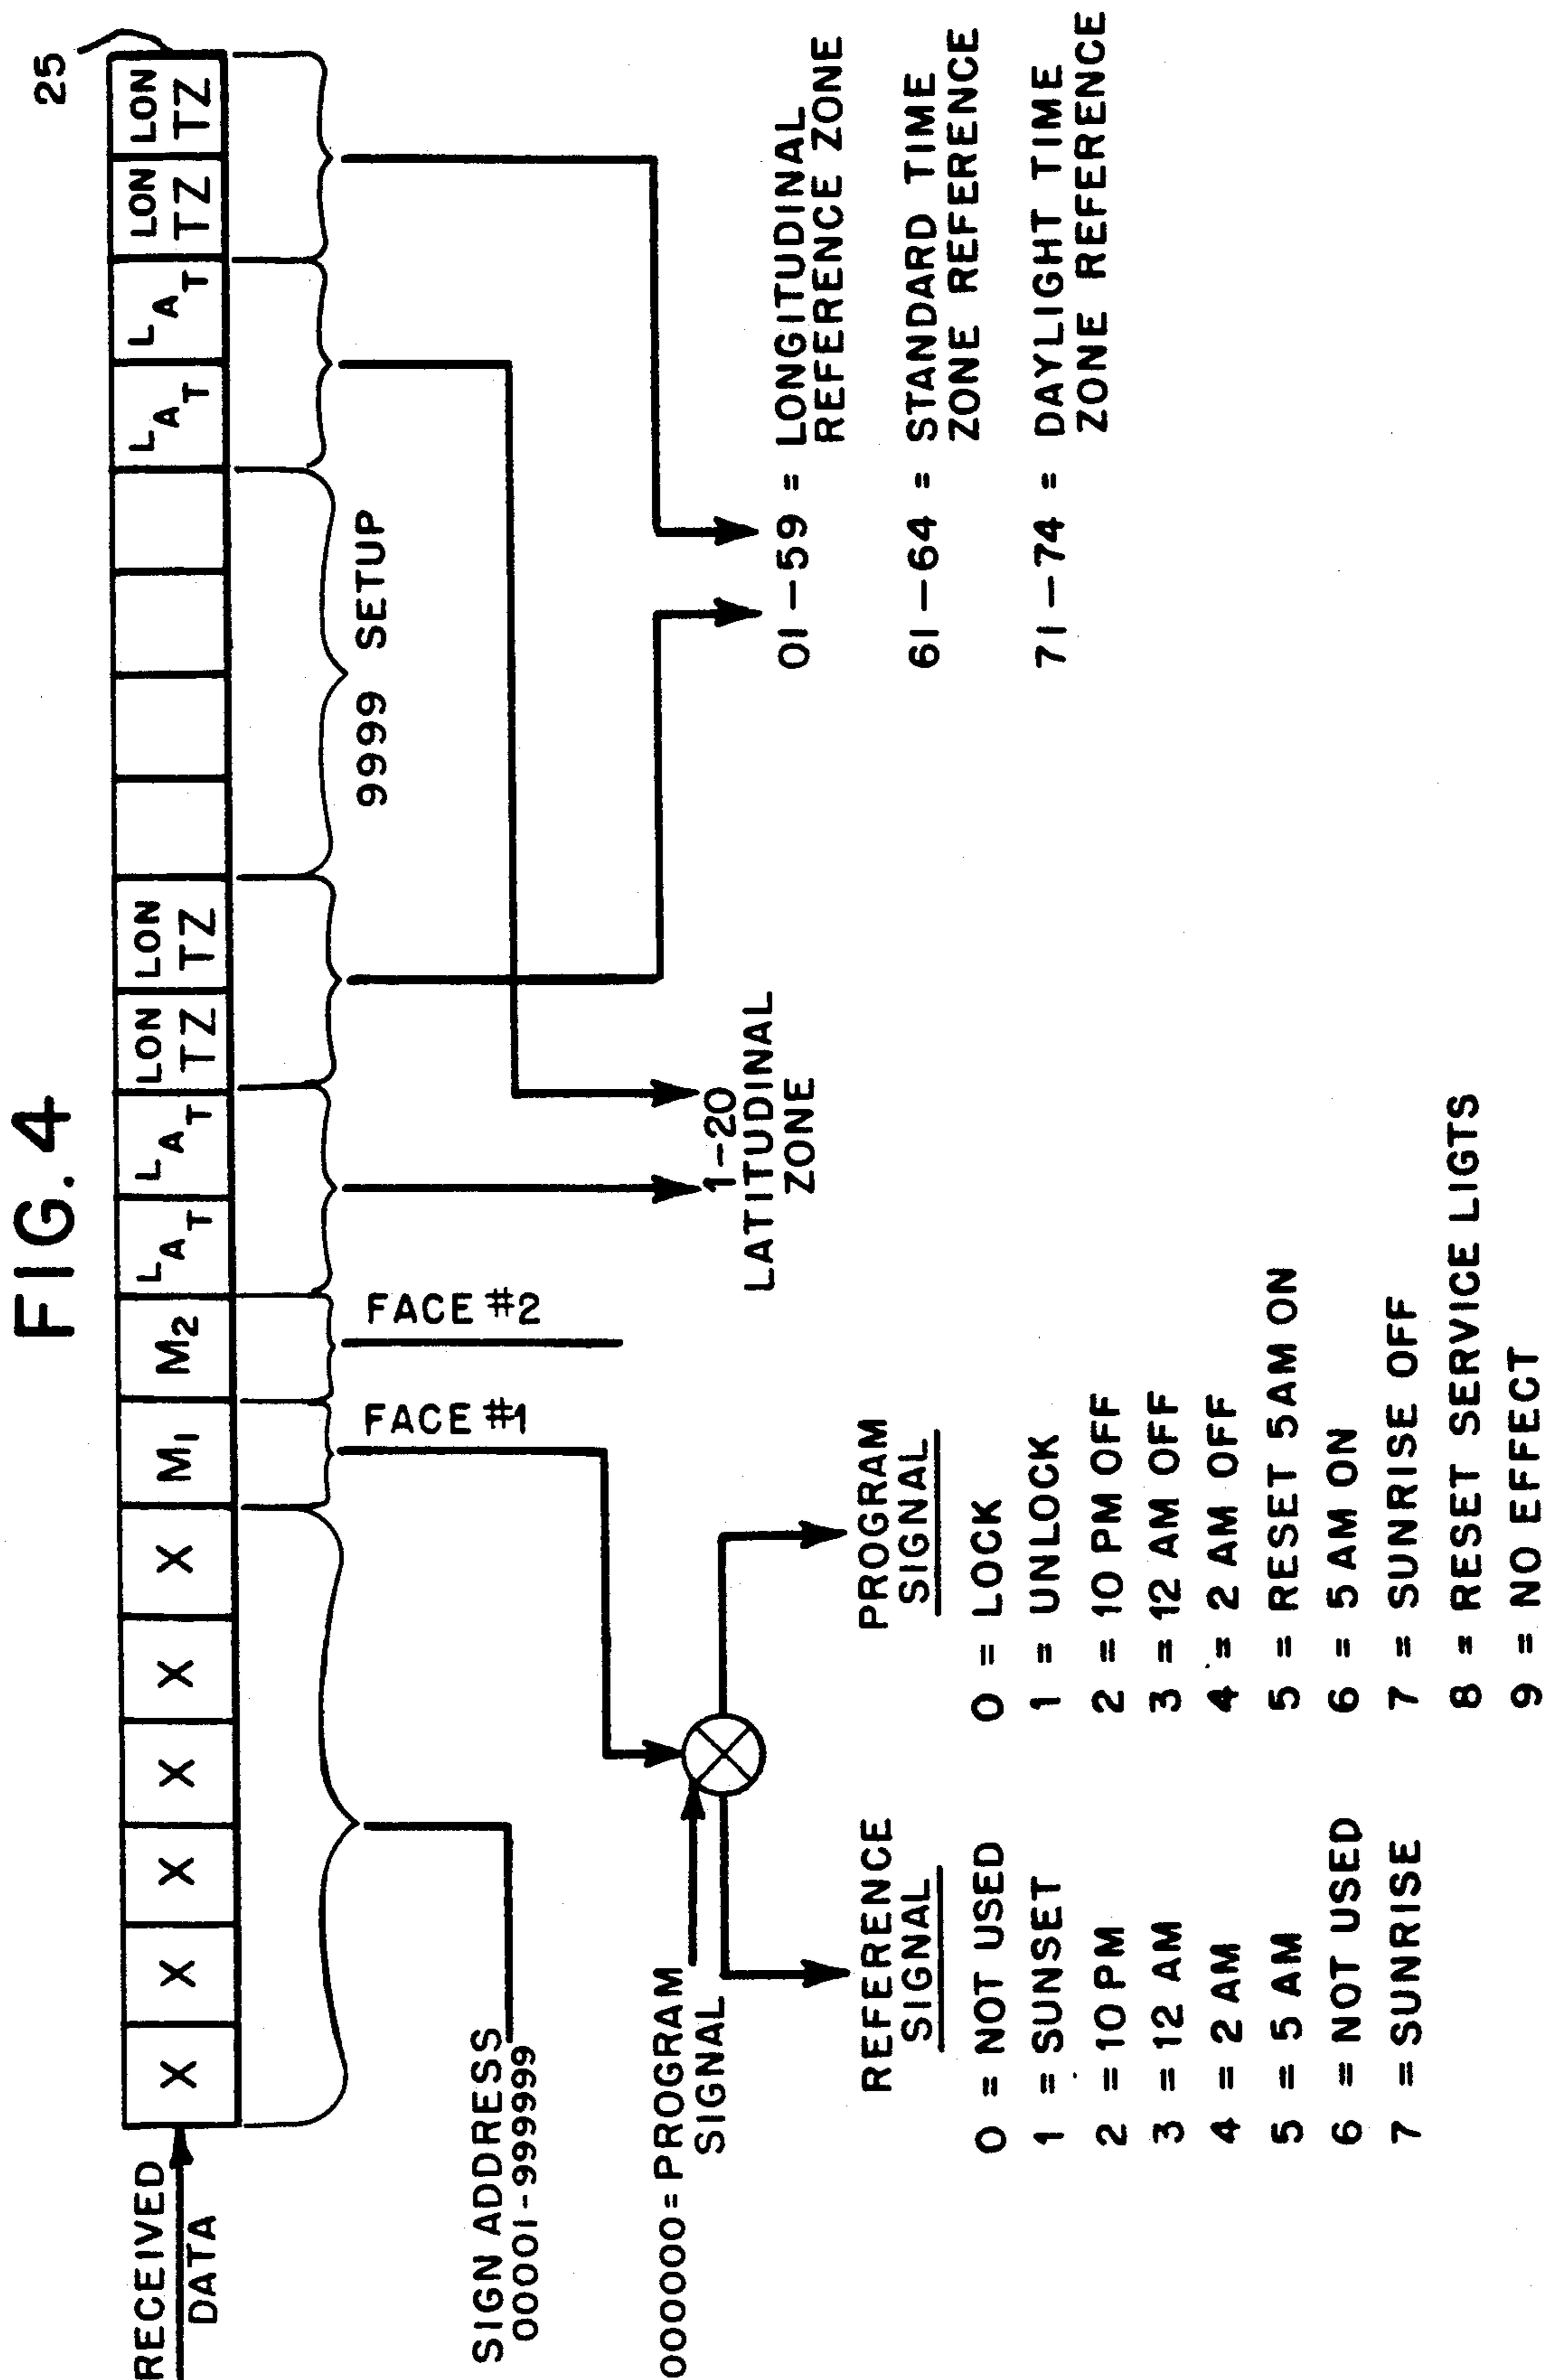 FIG. 4
RECEIVED
DATA
X X X X X X M1 M2 LAT LAT LON TZ LON TZ LAT LAT LON TZ LON TZ
25
SIGN ADDRESS
00001-999999
FACE #1
FACE #2
9999 SETUP
000000 = PROGRAM
SIGNAL
1-20
LATITUDINAL
ZONE
01-59 = LONGITUDINAL
REFERENCE ZONE
61-64 = STANDARD TIME
ZONE REFERENCE
71-74 = DAYLIGHT TIME
ZONE REFERENCE
REFERENCE
SIGNAL
0 = NOT USED
1 = SUNSET
2 = 10 PM
3 = 12 AM
4 = 2 AM
5 = 5 AM
6 = NOT USED
7 = SUNRISE
PROGRAM
SIGNAL
0 = LOCK
1 = UNLOCK
2 = 10 PM OFF
3 = 12 AM OFF
4 = 2 AM OFF
5 = RESET 5AM ON
6 = 5 AM ON
7 = SUNRISE OFF
8 = RESET SERVICE LIGTS
9 = NO EFFECT